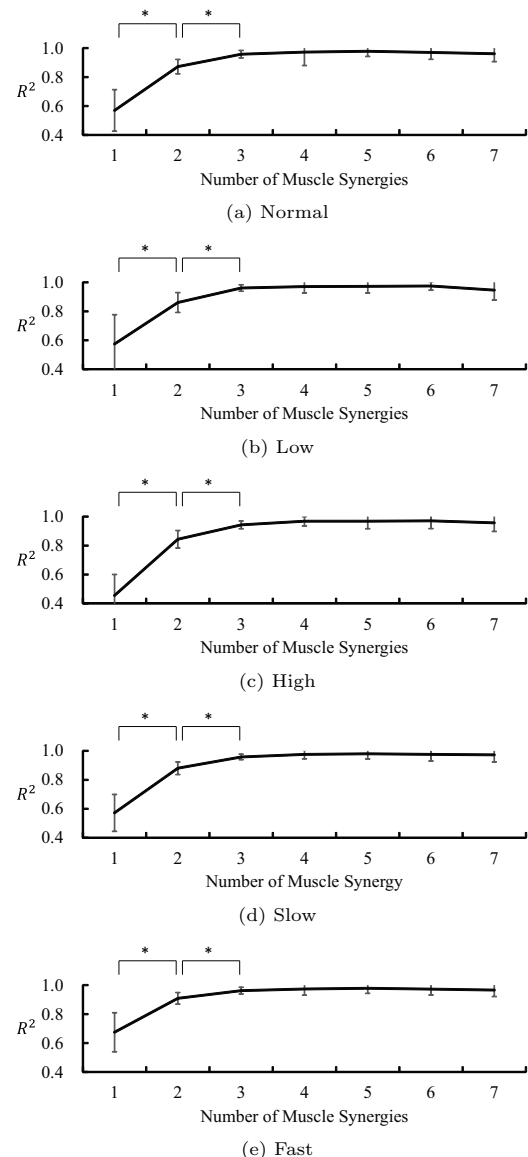 * *
1.0
0.8
R²
0.6
0.4
1 2 3 4 5 6 7
Number of Muscle Synergies
(a) Normal
* *
1.0
0.8
R²
0.6
0.4
1 2 3 4 5 6 7
Number of Muscle Synergies
(b) Low
* *
1.0
0.8
R²
0.6
0.4
1 2 3 4 5 6 7
Number of Muscle Synergies
(c) High
* *
1.0
0.8
R²
0.6
0.4
1 2 3 4 5 6 7
Number of Muscle Synergy
(d) Slow
* *
1.0
0.8
R²
0.6
0.4
1 2 3 4 5 6 7
Number of Muscle Synergies
(e) Fast